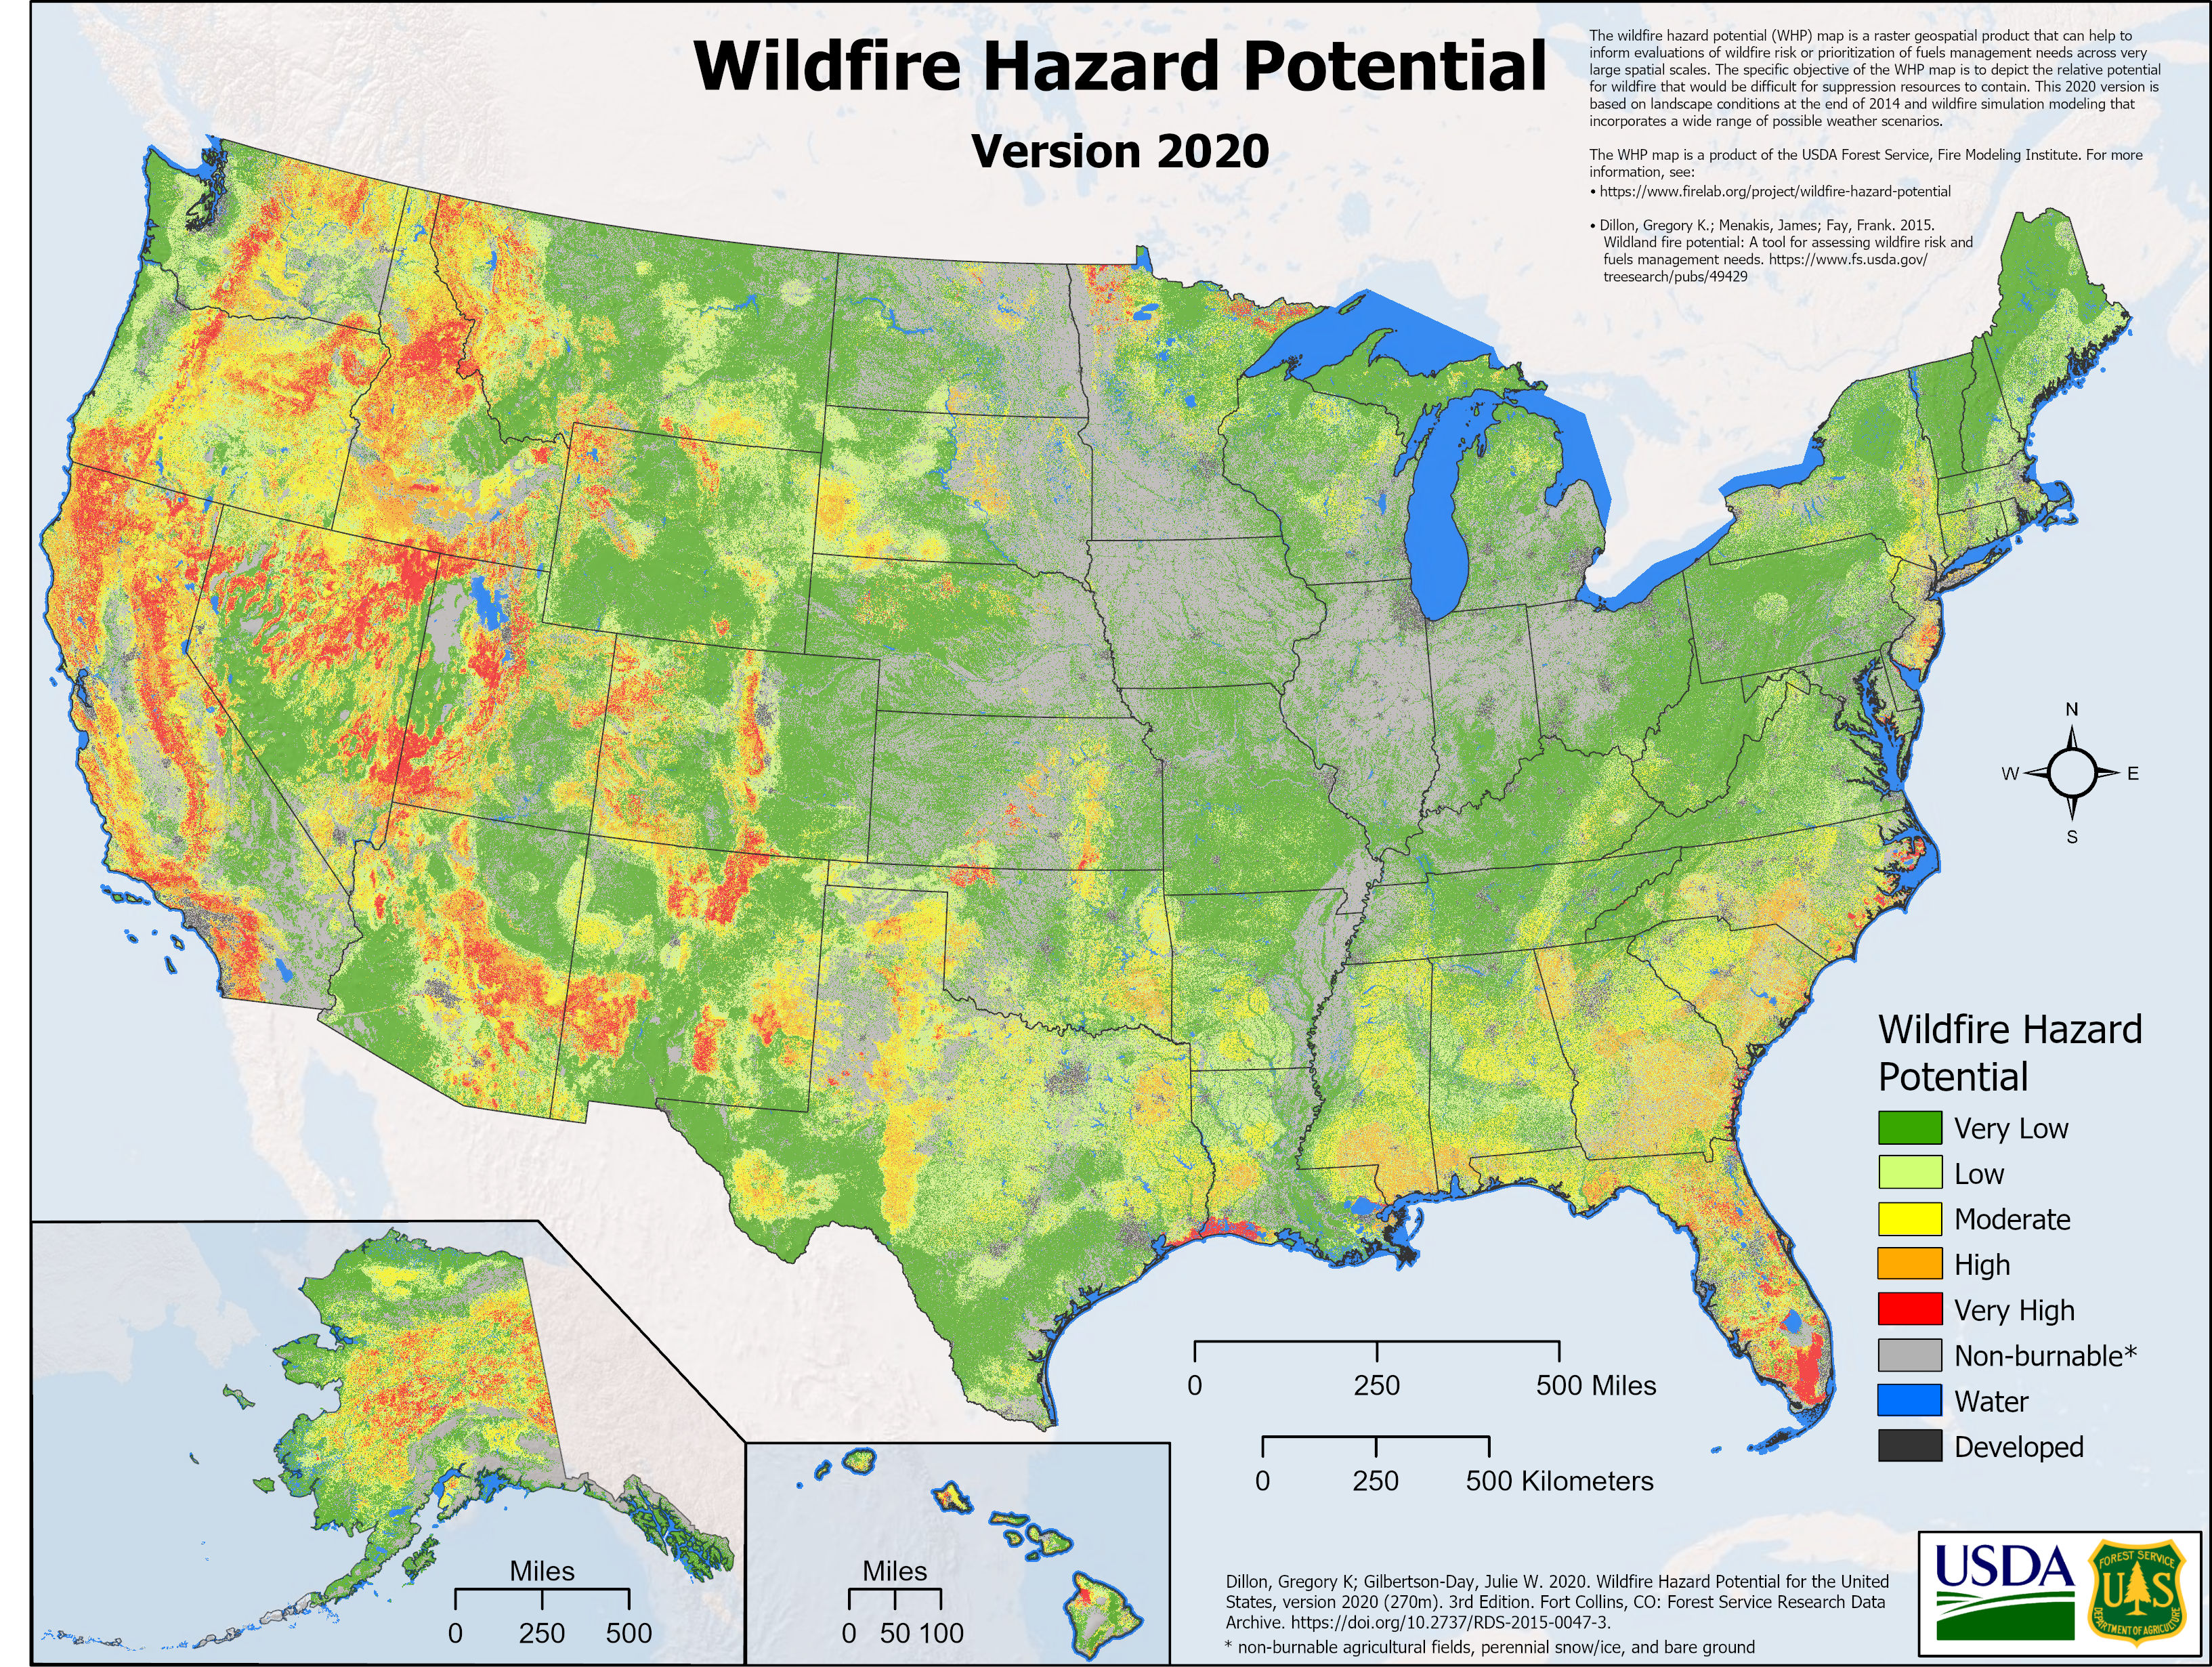 Wildfire Hazard Potential
Version 2020
The wildfire hazard potential (WHP) map is a raster geospatial product that can help to
inform evaluations of wildfire risk or prioritization of fuels management needs across very
large spatial scales. The specific objective of the WHP map is to depict the relative potential
for wildfire that would be difficult for suppression resources to contain. This 2020 version is
based on landscape conditions at the end of 2014 and wildfire simulation modeling that
incorporates a wide range of possible weather scenarios.
The WHP map is a product of the USDA Forest Service, Fire Modeling Institute. For more
information, see:
• https://www.firelab.org/project/wildfire-hazard-potential
• Dillon, Gregory K.; Menakis, James; Fay, Frank. 2015.
Wildland fire potential: A tool for assessing wildfire risk and
fuels management needs. https://www.fs.usda.gov/
treesearch/pubs/49429
N
W E
S
Wildfire Hazard
Potential
Very Low
Low
Moderate
High
Very High
Non-burnable*
Water
Developed
0 250 500 Miles
0 250 500 Kilometers
Miles
0 250 500
Miles
0 50 100
Dillon, Gregory K; Gilbertson-Day, Julie W. 2020. Wildfire Hazard Potential for the United
States, version 2020 (270m). 3rd Edition. Fort Collins, CO: Forest Service Research Data
Archive. https://doi.org/10.2737/RDS-2015-0047-3.
* non-burnable agricultural fields, perennial snow/ice, and bare ground
USDA
FOREST SERVICE
U S
DEPARTMENT OF AGRICULTURE